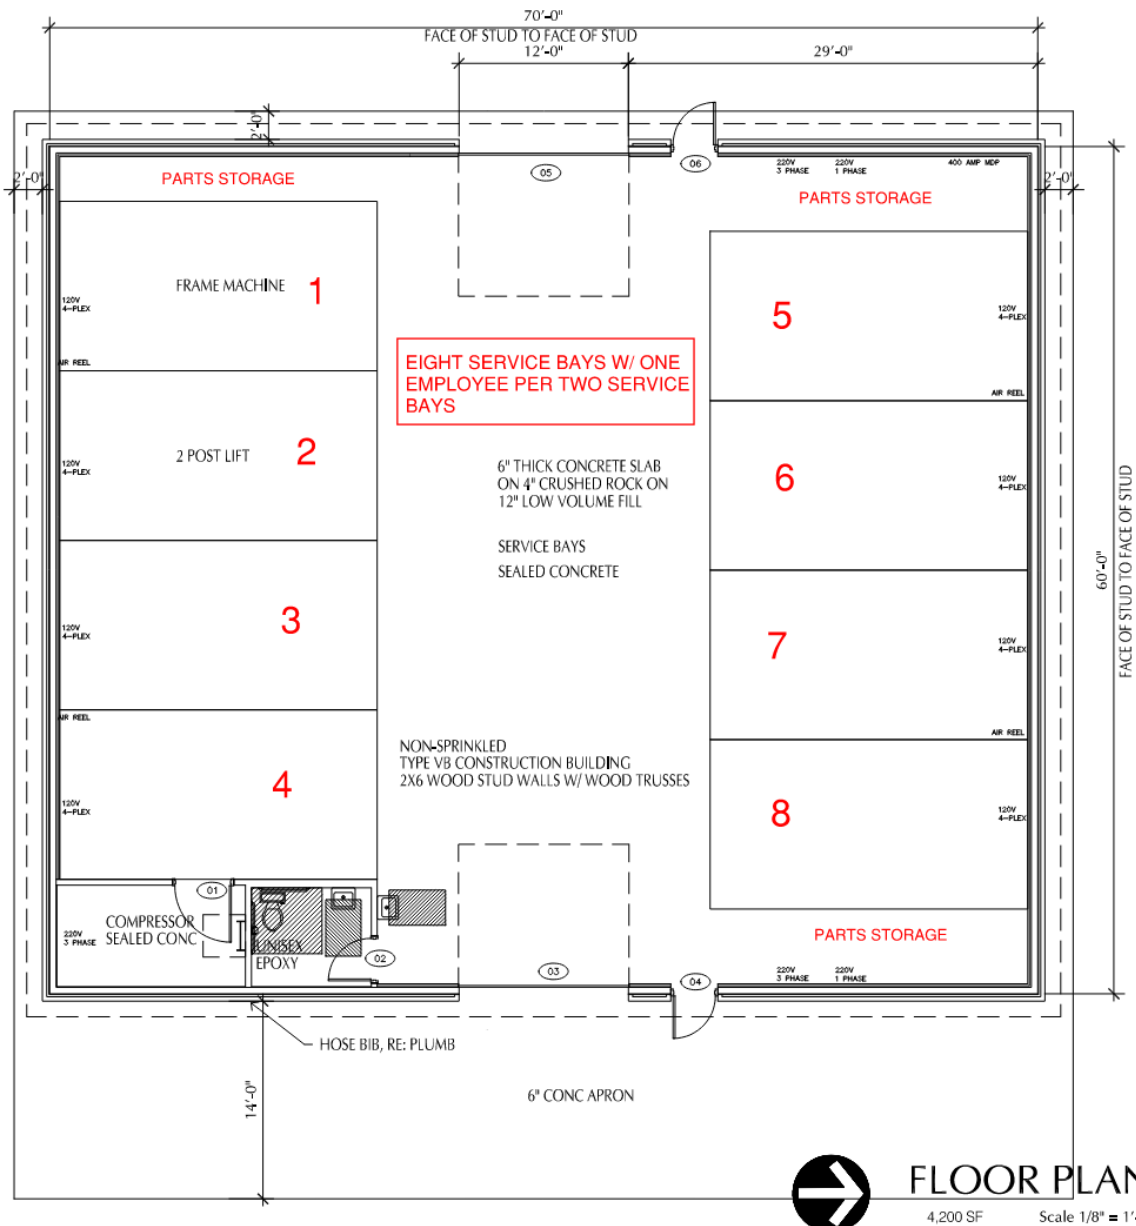 70'-0"
FACE OF STUD TO FACE OF STUD
12'-0"
29'-0"
2'-0"
2'-0"
2'-0"
PARTS STORAGE
05
06
220V
3 PHASE
220V
1 PHASE
400 AMP MDP
PARTS STORAGE
FRAME MACHINE
1
120V
4-PLEX
AIR REEL
5
120V
4-PLEX
AIR REEL
EIGHT SERVICE BAYS W/ ONE
EMPLOYEE PER TWO SERVICE
BAYS
2 POST LIFT
2
120V
4-PLEX
6" THICK CONCRETE SLAB
ON 4" CRUSHED ROCK ON
12" LOW VOLUME FILL
SERVICE BAYS
SEALED CONCRETE
6
120V
4-PLEX
60'-0"
FACE OF STUD TO FACE OF STUD
3
120V
4-PLEX
7
120V
4-PLEX
AIR REEL
AIR REEL
NON-SPRINKLED
TYPE VB CONSTRUCTION BUILDING
2X6 WOOD STUD WALLS W/ WOOD TRUSSES
4
120V
4-PLEX
8
120V
4-PLEX
01
COMPRESSOR
SEALED CONC
220V
3 PHASE
UNISEX
EPOXY
02
03
04
PARTS STORAGE
220V
3 PHASE
220V
1 PHASE
HOSE BIB, RE: PLUMB
14'-0"
6" CONC APRON
FLOOR PLAN
4,200 SF
Scale 1/8" = 1'-